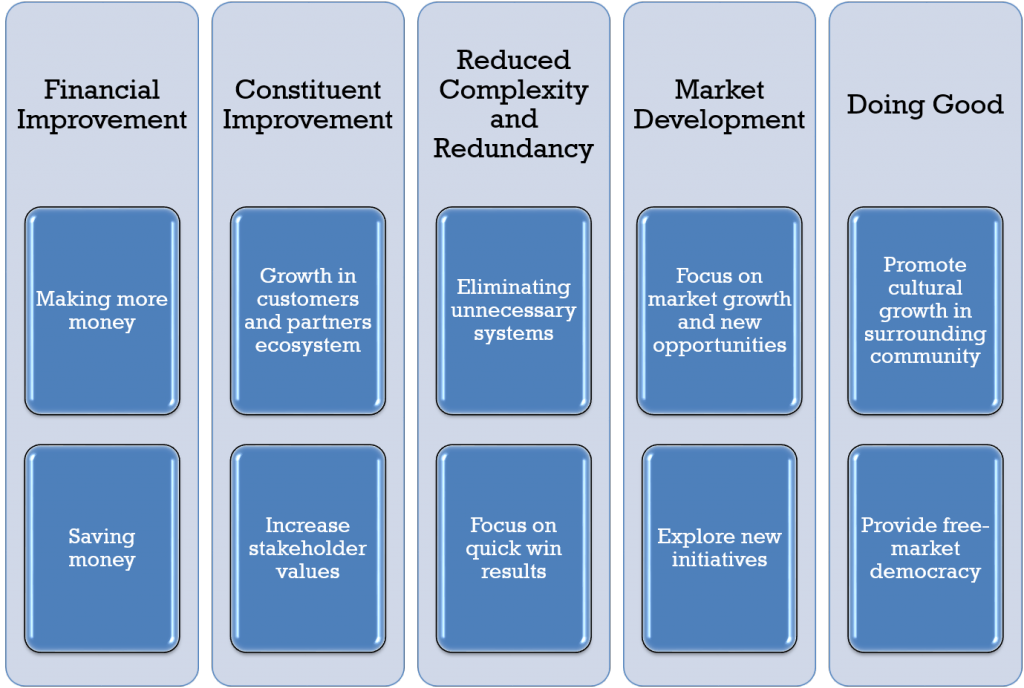 Financial
Improvement
Making more
money
Saving
money
Constituent
Improvement
Growth in
customers
and partners
ecosystem
Increase
stakeholder
values
Reduced
Complexity
and
Redundancy
Eliminating
unnecessary
systems
Focus on
quick win
results
Market
Development
Focus on
market growth
and new
opportunities
Explore new
initiatives
Doing Good
Promote
cultural
growth in
surrounding
community
Provide free-
market
democracy